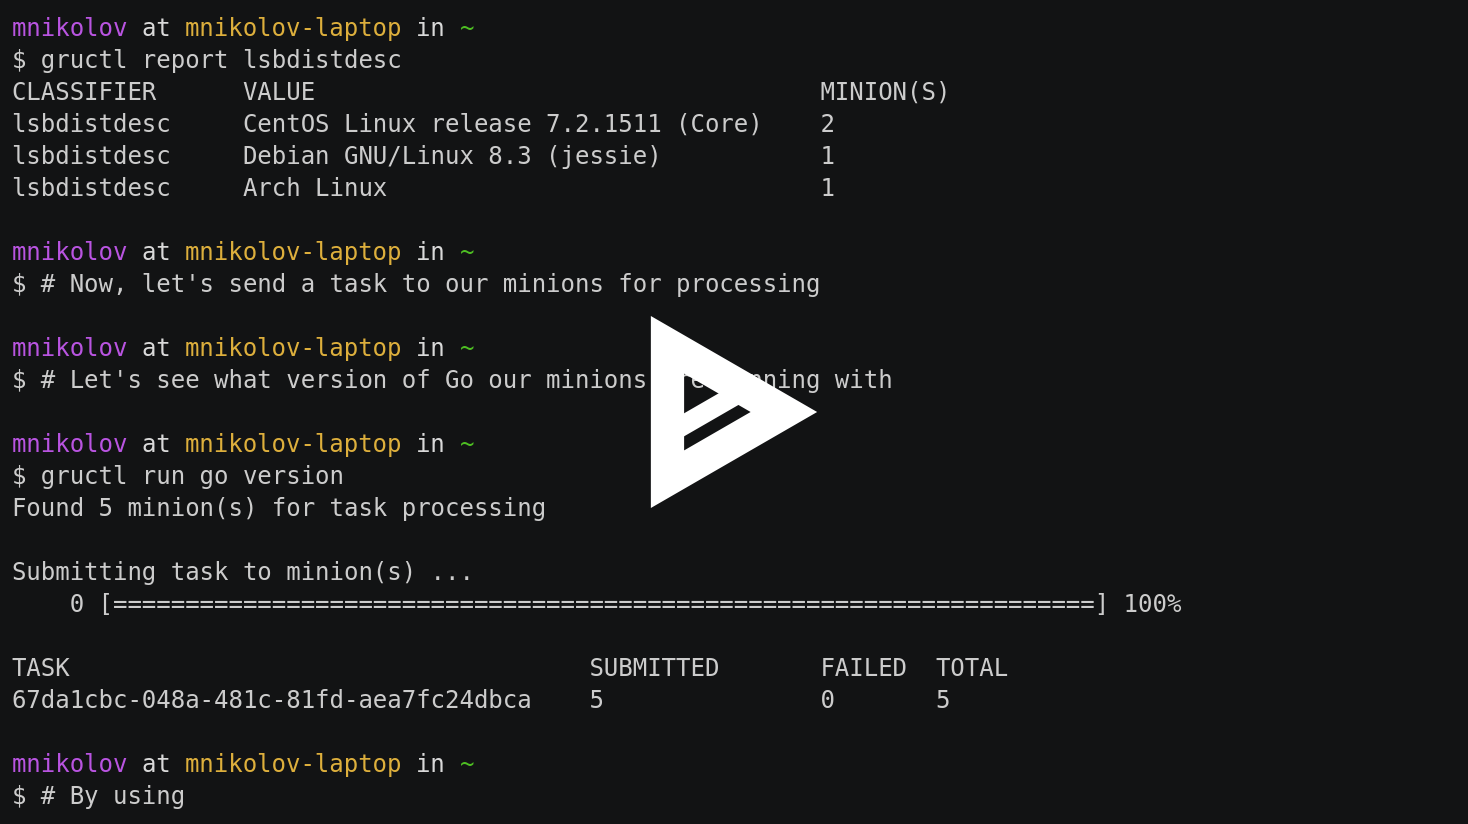 mnikolov at mnikolov-laptop in ~
$ gructl report lsbdistdesc
CLASSIFIER      VALUE                                   MINION(S)
lsbdistdesc     CentOS Linux release 7.2.1511 (Core)    2
lsbdistdesc     Debian GNU/Linux 8.3 (jessie)           1
lsbdistdesc     Arch Linux                              1
mnikolov at mnikolov-laptop in ~
$ # Now, let's send a task to our minions for processing
mnikolov at mnikolov-laptop in ~
$ # Let's see what version of Go our minions with
mnikolov at mnikolov-laptop in ~
$ gructl run go version
Found 5 minion(s) for task processing
Submitting task to minion(s) ...
    0 [====================================================================] 100%
TASK                                    SUBMITTED       FAILED  TOTAL
67da1cbc-048a-481c-81fd-aea7fc24dbca    5               0       5
mnikolov at mnikolov-laptop in ~
$ # By using